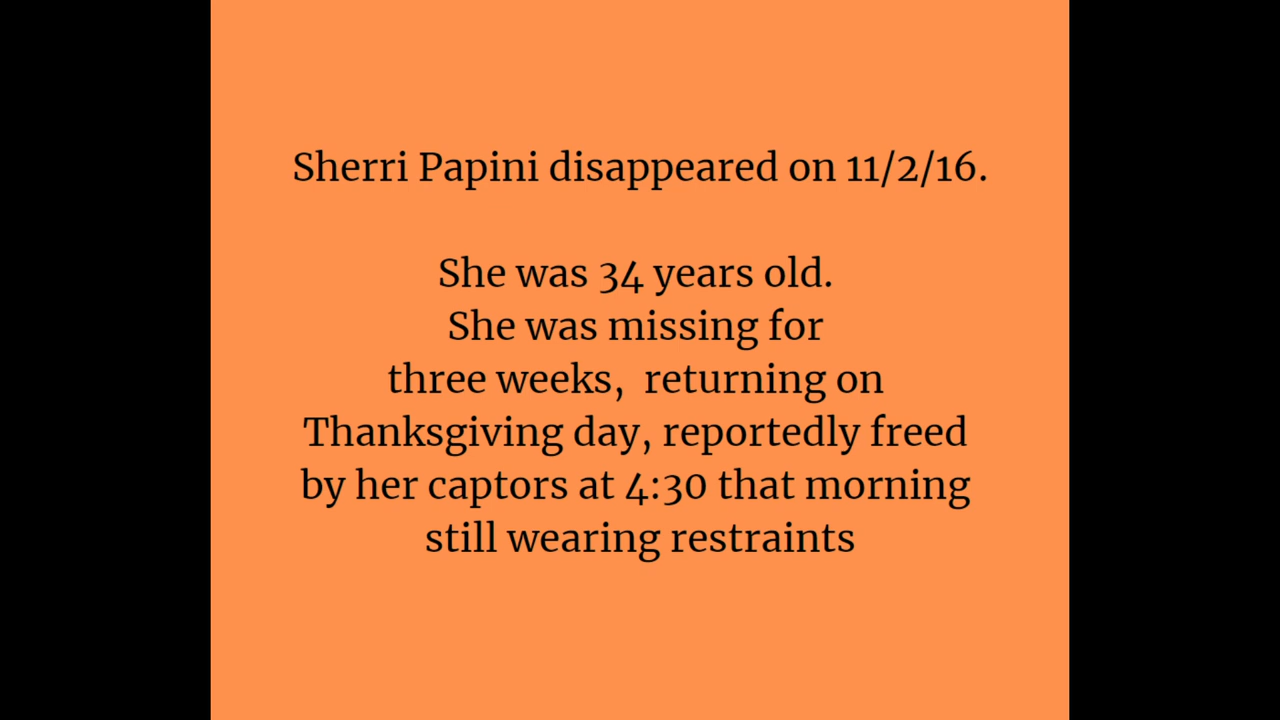 Sherri Papini disappeared on 11/2/16.
She was 34 years old.
She was missing for
three weeks,  returning on
Thanksgiving day, reportedly freed
by her captors at 4:30 that morning
still wearing restraints